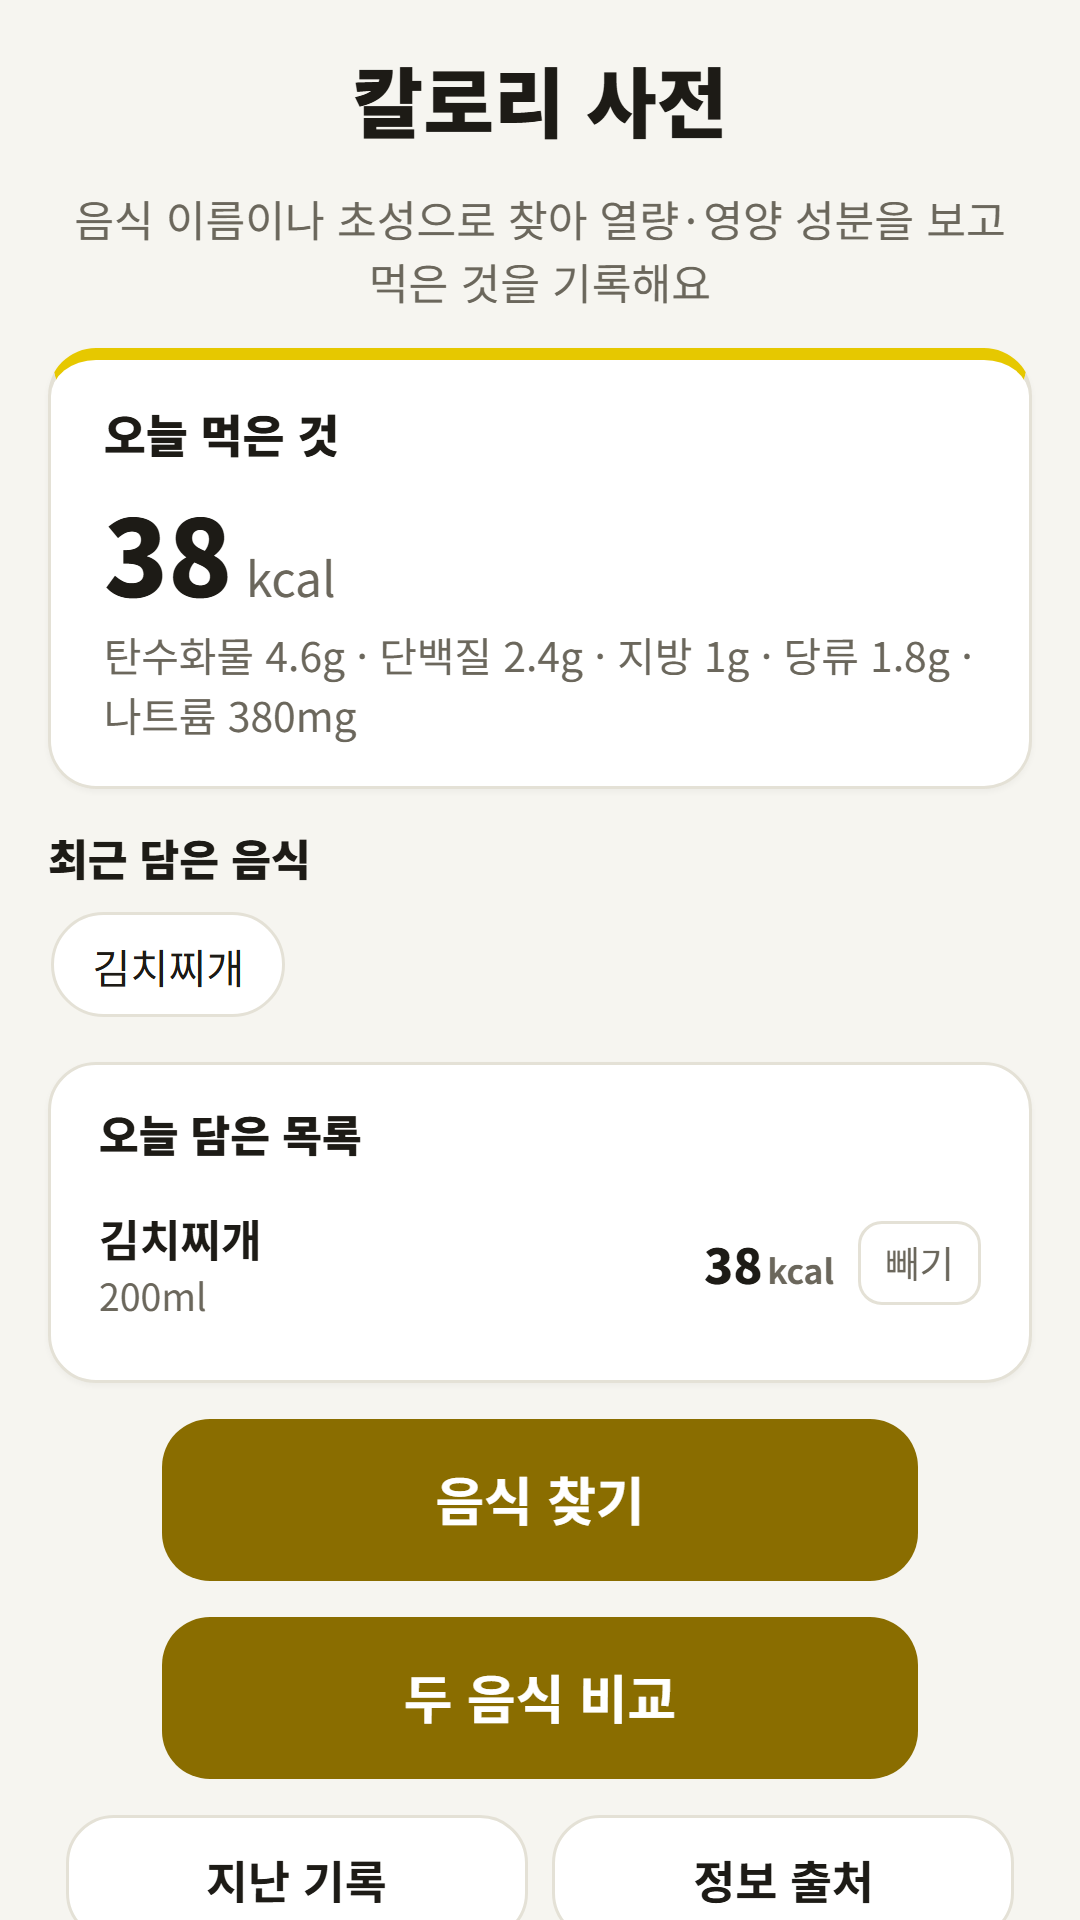 칼로리 사전
음식 이름이나 초성으로 찾아 열량·영양 성분을 보고
먹은 것을 기록해요
오늘 먹은 것
38 kcal
탄수화물 4.6g · 단백질 2.4g · 지방 1g · 당류 1.8g ·
나트륨 380mg
최근 담은 음식
김치찌개
오늘 담은 목록
김치찌개
200ml
38 kcal 빼기
음식 찾기
두 음식 비교
지난 기록 정보 출처